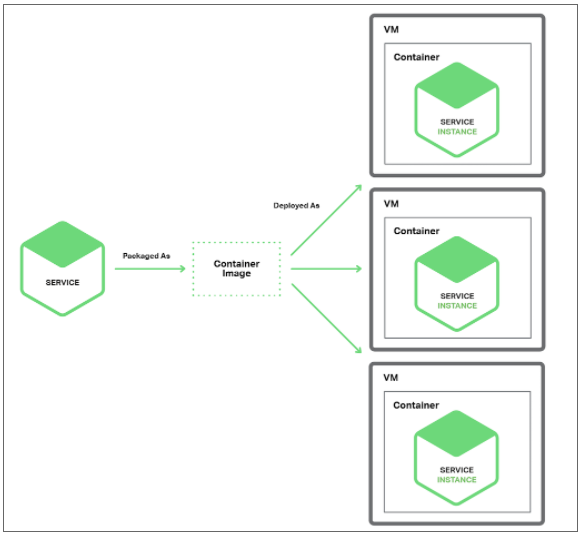 SERVICE
Packaged As
Container
Image
Deployed As
VM
Container
SERVICE
INSTANCE
VM
Container
SERVICE
INSTANCE
VM
Container
SERVICE
INSTANCE